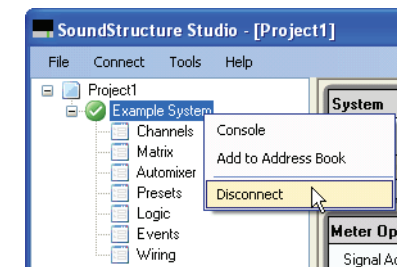 SoundStructure Studio - [Project1]
File Connect Tools Help
Project1
Example System
Channels
Matrix
Automixer
Presets
Logic
Events
Wiring
Console
Add to Address Book
Disconnect
System
Meter Op
Signal Ac